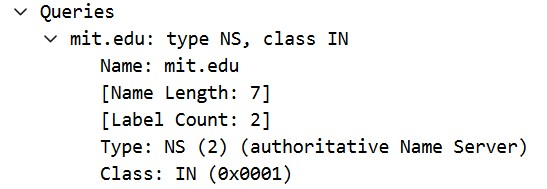 Queries
mit.edu: type NS, class IN
Name: mit.edu
[Name Length: 7]
[Label Count: 2]
Type: NS (2) (authoritative Name Server)
Class: IN (0x0001)